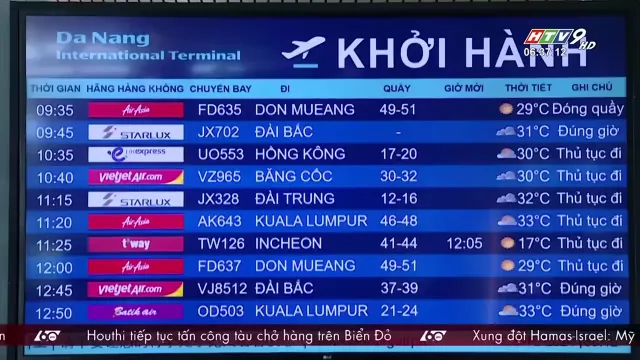 HTV9 HD
06:37:12
Da Nang
International Terminal
KHỞI HÀNH
THỜI GIAN HÃNG HÀNG KHÔNG CHUYẾN BAY ĐI QUẦY GIỜ MỚI THỜI TIẾT GHI CHÚ
09:35 AirAsia FD635 DON MUEANG 49-51 29°C Đóng quầy
09:45 STARLUX JX702 ĐÀI BẮC - 31°C Đúng giờ
10:35 HKexpress UO553 HỒNG KÔNG 17-20 30°C Thủ tục đi
10:40 vietjetAir.com VZ965 BĂNG CỐC 30-32 30°C Thủ tục đi
11:15 STARLUX JX328 ĐÀI TRUNG 12-16 32°C Thủ tục đi
11:20 AirAsia AK643 KUALA LUMPUR 46-48 33°C Thủ tục đi
11:25 t'way TW126 INCHEON 41-44 12:05 17°C Thủ tục đi
12:00 AirAsia FD637 DON MUEANG 49-51 29°C Thủ tục đi
12:45 vietjetAir.com VJ8512 ĐÀI BẮC 37-39 31°C Đúng giờ
12:50 Batik air OD503 KUALA LUMPUR 21-24 33°C Đúng giờ
60 Houthi tiếp tục tấn công tàu chở hàng trên Biển Đỏ 60 Xung đột Hamas-Israel: Mỹ